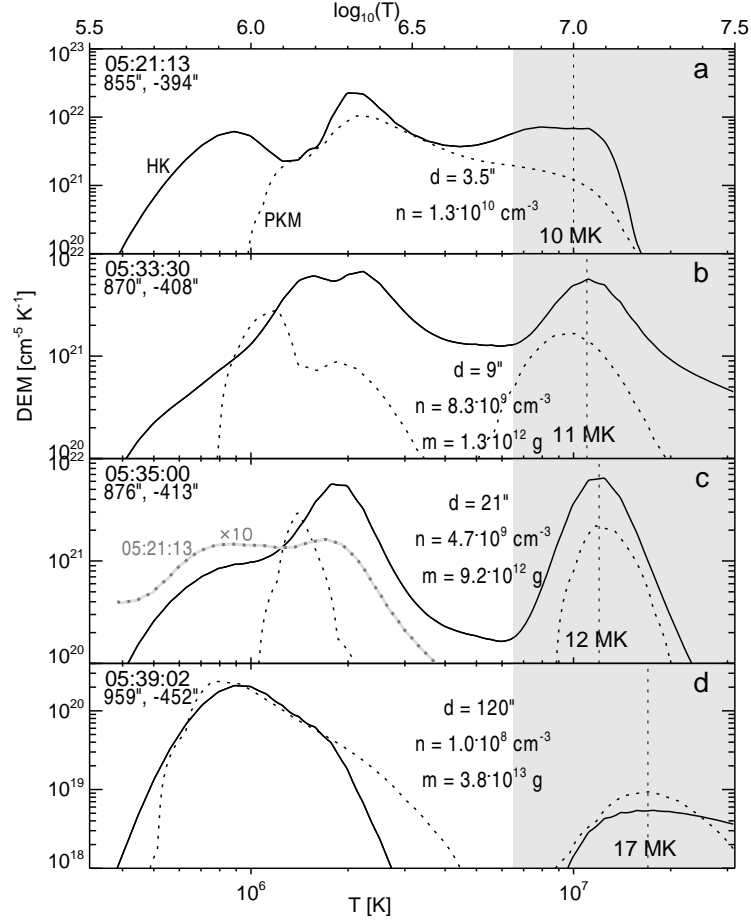 log₁₀(T)
5.5 6.0 6.5 7.0 7.5
10²³
05:21:13
855", -394"
a
10²²
HK
d = 3.5"
10²¹
n = 1.3·10¹⁰ cm⁻³
PKM
10 MK
10²⁰
10²²
05:33:30
870", -408"
b
DEM [cm⁻⁵ K⁻¹]
10²¹
d = 9"
n = 8.3·10⁹ cm⁻³
m = 1.3·10¹² g
11 MK
10²⁰
10²²
05:35:00
876", -413"
c
d = 21"
×10
05:21:13
10²¹
n = 4.7·10⁹ cm⁻³
m = 9.2·10¹² g
12 MK
10²⁰
05:39:02
959", -452"
d
10²⁰
d = 120"
n = 1.0·10⁸ cm⁻³
10¹⁹
m = 3.8·10¹³ g
17 MK
10¹⁸
10⁶ 10⁷
T [K]